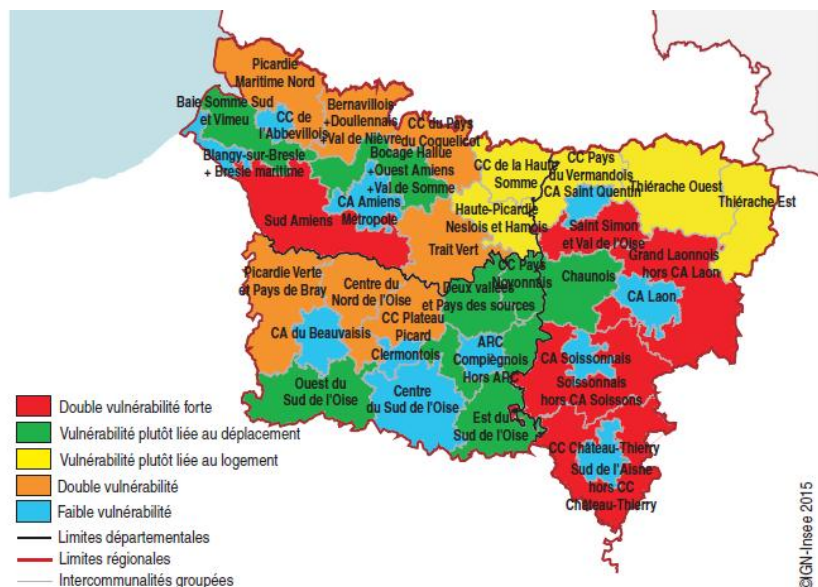 Picardie
Maritime Nord
Baie Somme Sud
et Vimeu
CC de
l'Abbevillois
Bernavillois
+Doullennais
+Val de Nièvre
CC du Pays
du Coquelicot
Blangy-sur-Bresle
+ Bresle maritime
Bocage Hallue
+Ouest Amiens
+Val de Somme
CA Amiens
Métropole
Sud Amiens
CC de la Haute
Somme
Haute-Picardie
Neslois et Hamois
Trait Vert
CC Pays
du Vermandois
CA Saint Quentin
Thiérache Ouest
Thiérache Est
Saint Simon
et Val de l'Oise
Grand Laonnois
hors CA Laon
CA Laon
Chaunois
Picardie Verte
et Pays de Bray
Centre du
Nord de l'Oise
CC Plateau
Picard
CA du Beauvaisis
Clermontois
Deux vallées
et Pays des sources
CC Pays
Noyonnais
ARC
Compiégnois
Hors ARC
CA Soissonnais
Soissonnais
hors CA Soissons
Ouest du
Sud de l'Oise
Centre
du Sud de l'Oise
Est du
Sud de l'Oise
CC Château-Thierry
Sud de l'Aisne
hors CC
Château-Thierry
Double vulnérabilité forte
Vulnérabilité plutôt liée au déplacement
Vulnérabilité plutôt liée au logement
Double vulnérabilité
Faible vulnérabilité
Limites départementales
Limites régionales
Intercommunalités groupées
©IGN-Insee 2015